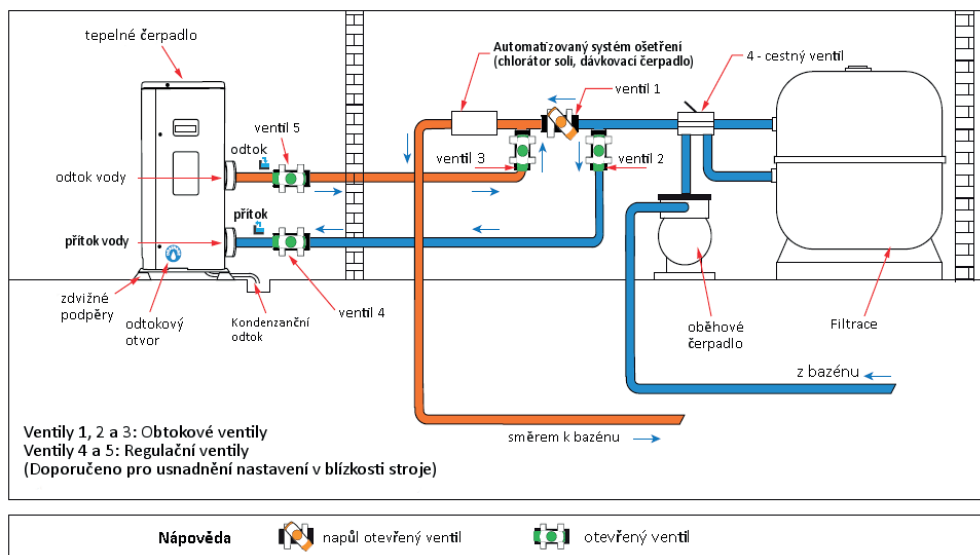 tepelné čerpadlo
Automatizovaný systém ošetření
(chlorátor soli, dávkovací čerpadlo)
4 - cestný ventil
ventil 1
ventil 5
odtok
ventil 3
ventil 2
odtok vody
přítok
přítok vody
zdvižné
podpěry
odtokový
otvor
Kondenzanční
odtok
ventil 4
oběhové
čerpadlo
Filtrace
z bazénu
směrem k bazénu
Ventily 1, 2 a 3: Obtokové ventily
Ventily 4 a 5: Regulační ventily
(Doporučeno pro usnadnění nastavení v blízkosti stroje)
Nápověda
napůl otevřený ventil
otevřený ventil